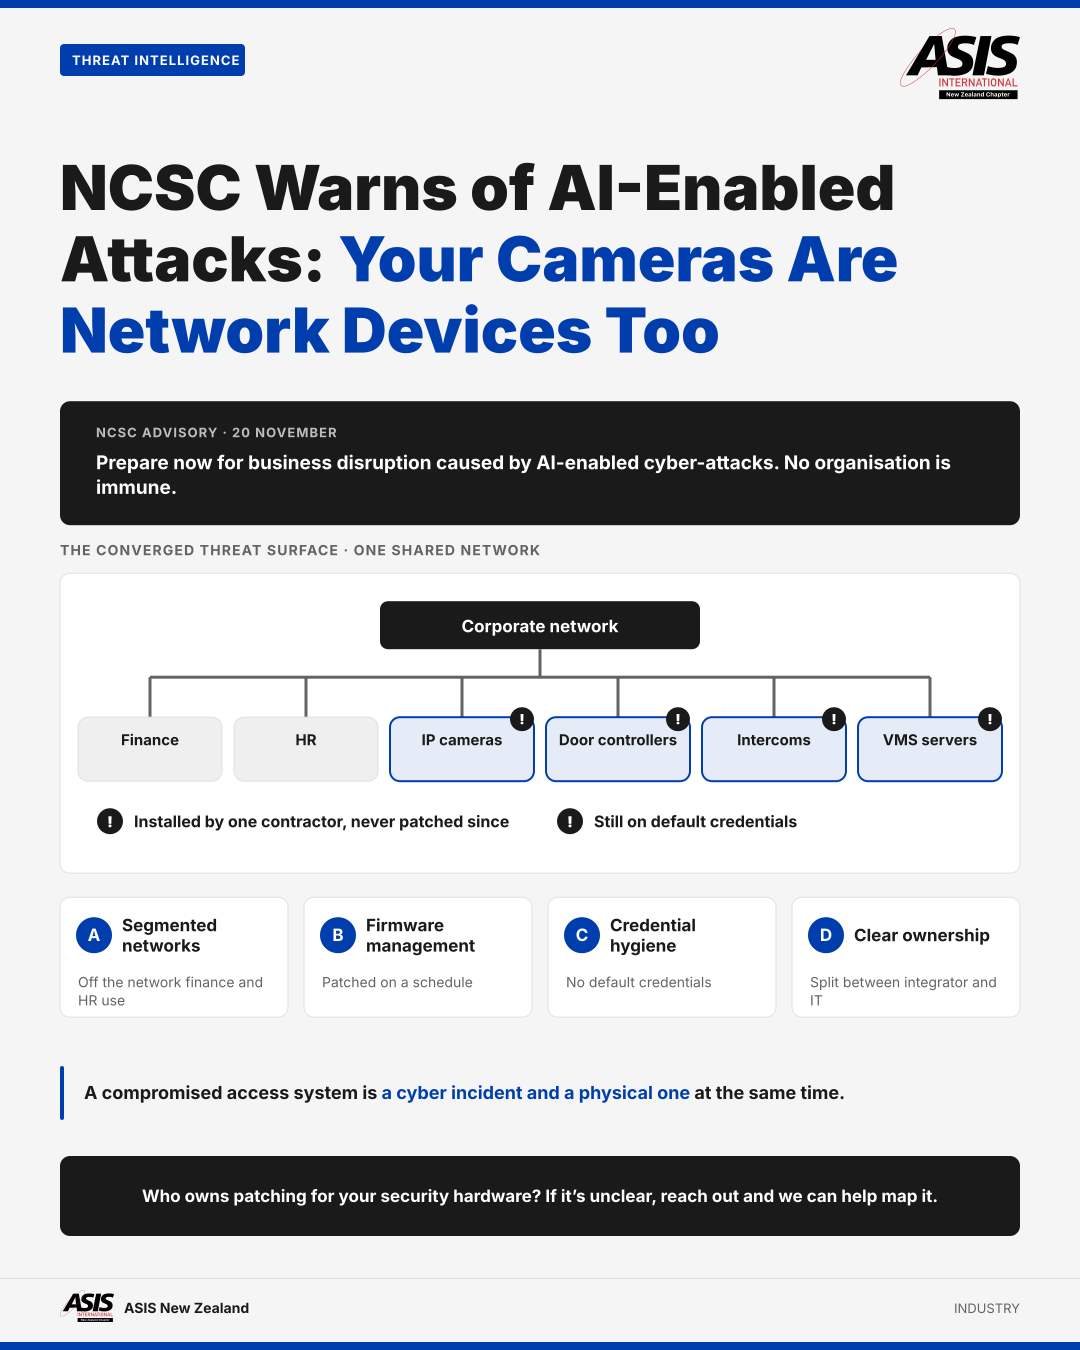 THREAT INTELLIGENCE
ASIS
INTERNATIONAL
New Zealand Chapter
NCSC Warns of AI-Enabled
Attacks: Your Cameras Are
Network Devices Too
NCSC ADVISORY · 20 NOVEMBER
Prepare now for business disruption caused by AI-enabled cyber-attacks. No organisation is
immune.
THE CONVERGED THREAT SURFACE · ONE SHARED NETWORK
Corporate network
Finance
HR
! IP cameras
! Door controllers
! Intercoms
! VMS servers
! Installed by one contractor, never patched since
! Still on default credentials
A Segmented
networks
Off the network finance and
HR use
B Firmware
management
Patched on a schedule
C Credential
hygiene
No default credentials
D Clear ownership
Split between integrator and
IT
A compromised access system is a cyber incident and a physical one at the same time.
Who owns patching for your security hardware? If it’s unclear, reach out and we can help map it.
ASIS
INTERNATIONAL
New Zealand Chapter
ASIS New Zealand
INDUSTRY